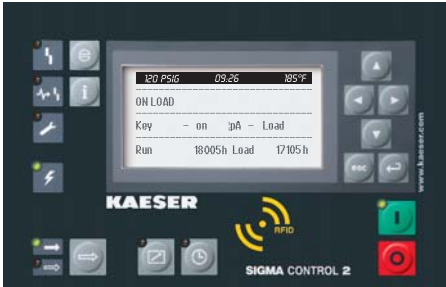 120 PSIG 09:26 185°F
ON LOAD
Key - on :pA - Load
Run 18005h Load 17105h
esc
www.kaeser.com
KAESER
RFID
I
O
SIGMA CONTROL 2